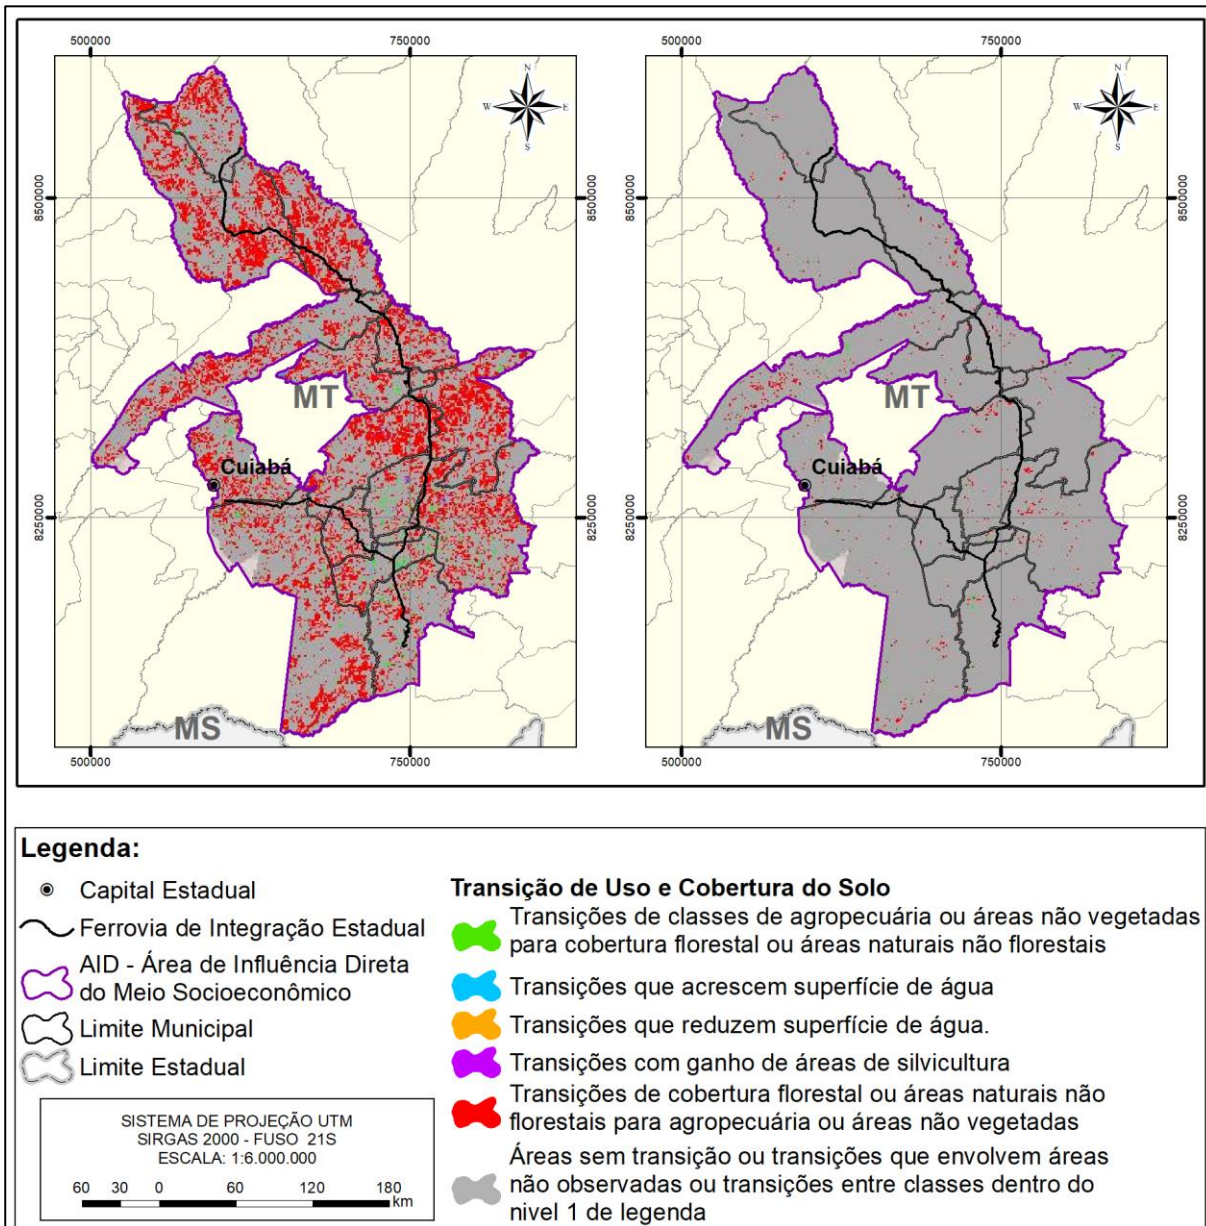 500000
750000
500000
750000
N
W
E
S
N
W
E
S
8500000
8500000
8500000
MT
MT
Cuiabá
Cuiabá
8250000
8250000
8250000
MS
MS
500000
750000
500000
750000
Legenda:
Capital Estadual
Ferrovia de Integração Estadual
AID - Área de Influência Direta
do Meio Socioeconômico
Limite Municipal
Limite Estadual
SISTEMA DE PROJEÇÃO UTM
SIRGAS 2000 - FUSO 21S
ESCALA: 1:6.000.000
60 30 0 60 120 180
km
Transição de Uso e Cobertura do Solo
Transições de classes de agropecuária ou áreas não vegetadas
para cobertura florestal ou áreas naturais não florestais
Transições que acrescem superfície de água
Transições que reduzem superfície de água.
Transições com ganho de áreas de silvicultura
Transições de cobertura florestal ou áreas naturais não
florestais para agropecuária ou áreas não vegetadas
Áreas sem transição ou transições que envolvem áreas
não observadas ou transições entre classes dentro do
nivel 1 de legenda